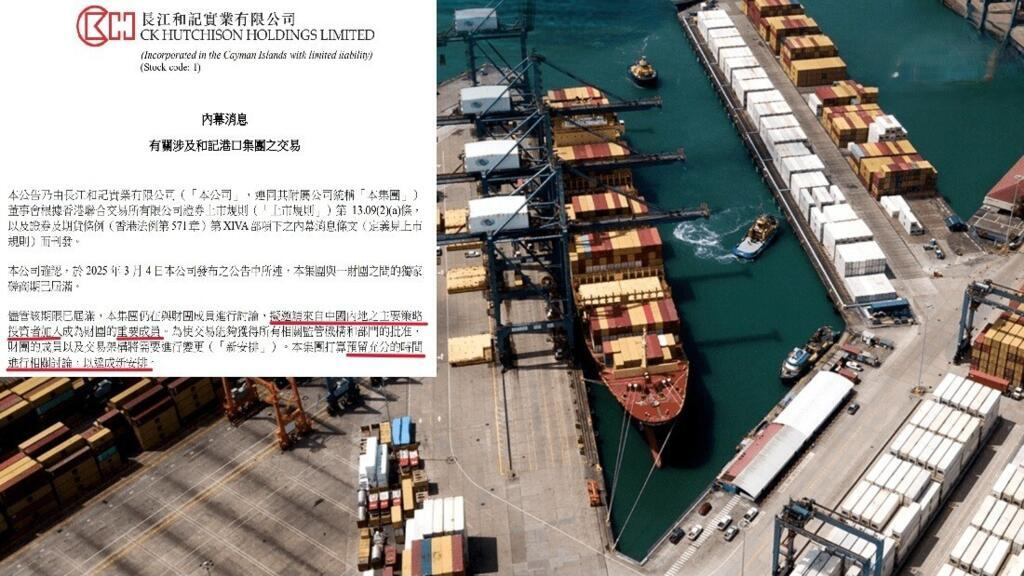 長江和記實業有限公司
CK HUTCHISON HOLDINGS LIMITED
(Incorporated in the Cayman Islands with limited liability)
(Stock code: 1)
內幕消息
有關涉及和記港口集團之交易
本公告乃由長江和記實業有限公司（「本公司」，連同其附屬公司統稱「本集團」）
董事會根據香港聯合交易所有限公司證券上市規則（「上市規則」）第 13.09(2)(a)條，
以及證券及期貨條例（香港法例第571章）第 XIVA 部項下之內幕消息條文（定義見上市
規則）而刊發。
本公司確認，於 2025 年 3 月 4 日本公司發布之公告中所述，本集團與一財團之間的獨家
磋商期已屆滿。
儘管該期限已屆滿，本集團仍在與財團成員進行討論，擬邀請來自中國內地之主要策略
投資者加入成為財團的重要成員。為使交易能夠獲得所有相關監管機構和部門的批准，
財團的成員以及交易架構將需要進行變更（「新安排」）。本集團打算預留充分的時間
進行相關討論，以達成新安排。